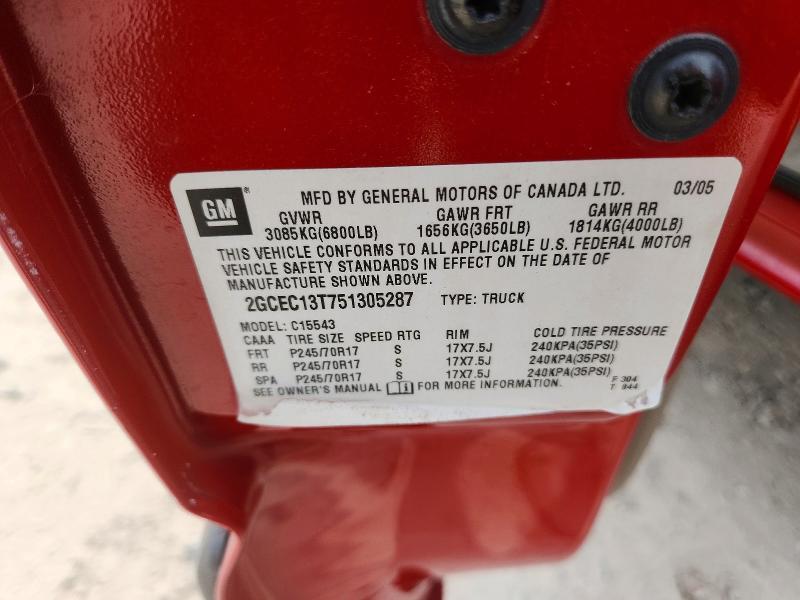 GM ® MFD BY GENERAL MOTORS OF CANADA LTD. 03/05
GVWR GAWR FRT GAWR RR
3085KG(6800LB) 1656KG(3650LB) 1814KG(4000LB)
THIS VEHICLE CONFORMS TO ALL APPLICABLE U.S. FEDERAL MOTOR
VEHICLE SAFETY STANDARDS IN EFFECT ON THE DATE OF
MANUFACTURE SHOWN ABOVE.
2GCEC13T751305287 TYPE: TRUCK
MODEL: C15543
CAAA TIRE SIZE SPEED RTG RIM COLD TIRE PRESSURE
FRT P245/70R17 S 17X7.5J 240KPA(35PSI)
RR P245/70R17 S 17X7.5J 240KPA(35PSI)
SPA P245/70R17 S 17X7.5J 240KPA(35PSI)
SEE OWNER'S MANUAL FOR MORE INFORMATION.
F 304
T 844